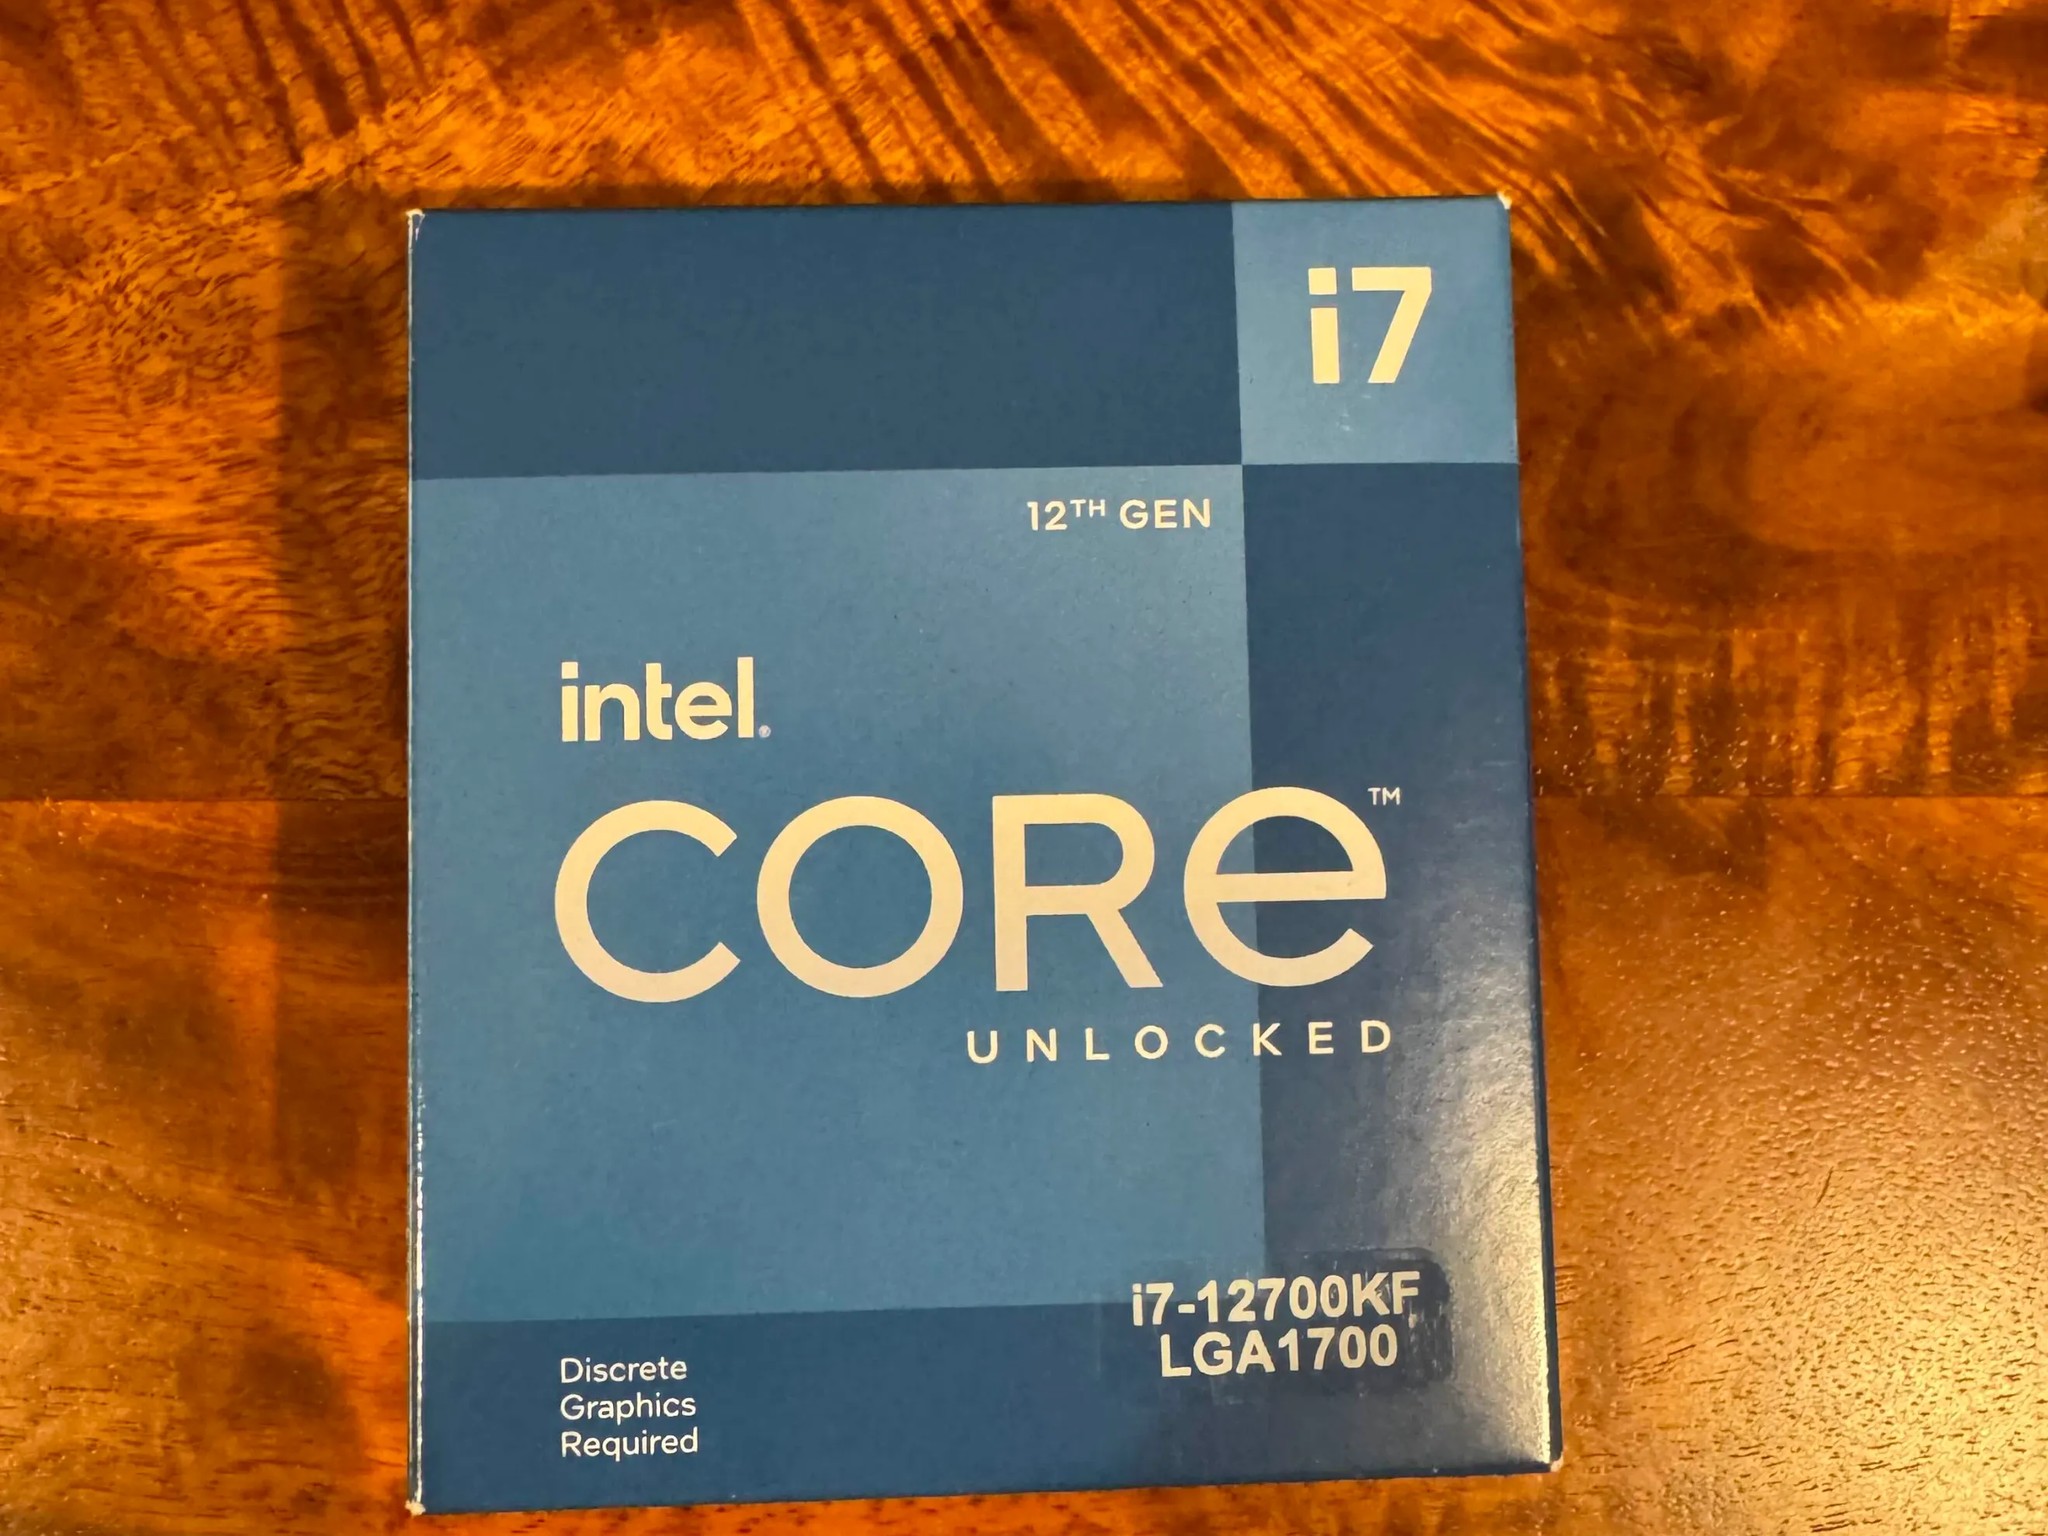 i7
12TH GEN
intel®
CORE™
UNLOCKED
i7-12700KF
LGA1700
Discrete
Graphics
Required